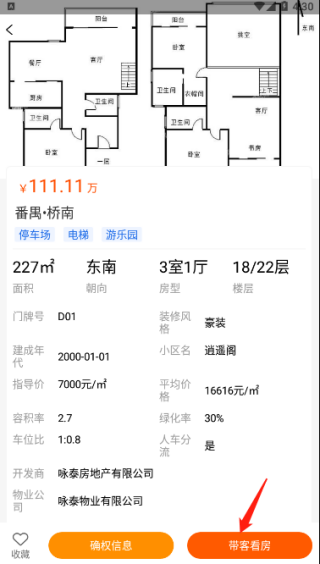 4:30
阳台
阳台
东南
餐厅
客厅
卧室
挑空
厨房
卫生间
卫生间
衣帽间
上下
卫生间
客厅
卧室
一层
卧室
书房
¥111.11 万
番禺•桥南
停车场 电梯 游乐园
227㎡ 东南 3室1厅 18/22层
面积 朝向 房型 楼层
门牌号 D01 装修风格 豪装
建成年代 2000-01-01 小区名 逍遥阁
指导价 7000元/㎡ 平均价格 16616元/㎡
容积率 2.7 绿化率 30%
车位比 1:0.8 人车分流 是
开发商 咏泰房地产有限公司
物业公司 咏泰物业有限公司
收藏 确权信息 带客看房